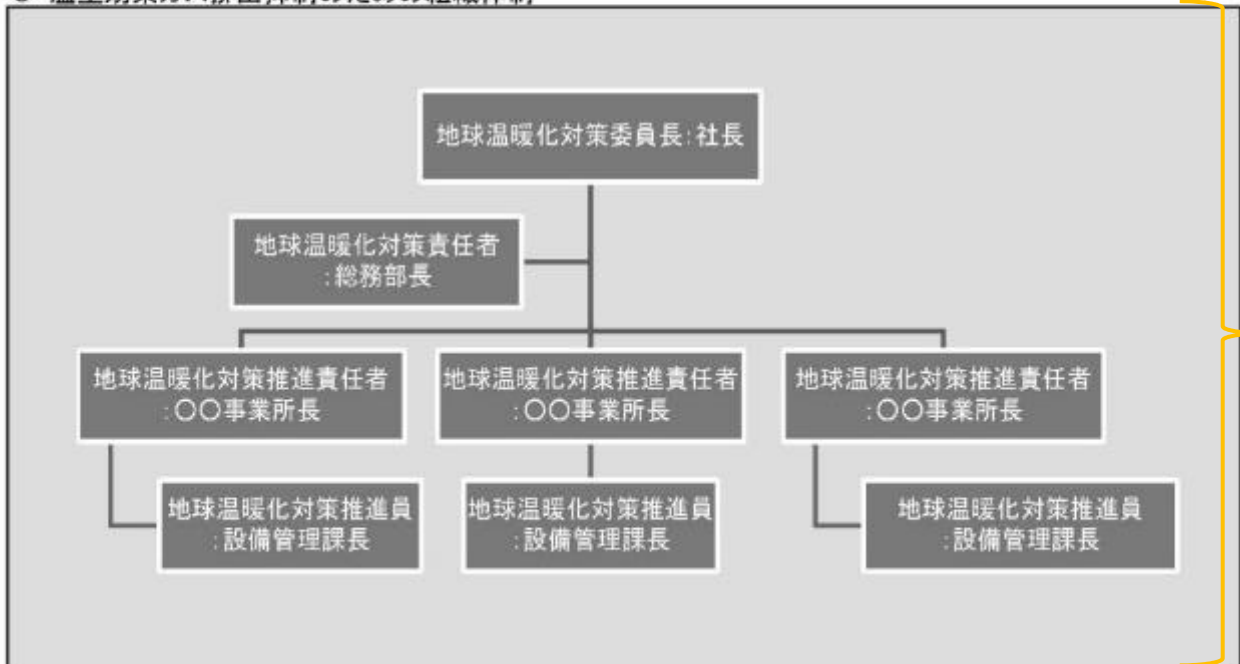 地球温暖化対策委員長:社長
地球温暖化対策責任者
:総務部長
地球温暖化対策推進責任者
:〇〇事業所長
地球温暖化対策推進責任者
:〇〇事業所長
地球温暖化対策推進責任者
:〇〇事業所長
地球温暖化対策推進員
:設備管理課長
地球温暖化対策推進員
:設備管理課長
地球温暖化対策推進員
:設備管理課長